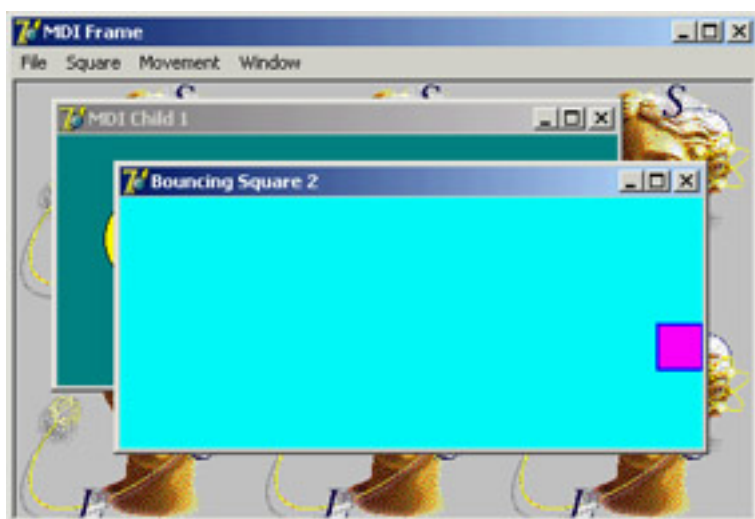 MDI Frame
File Square Movement Window
MDI Child 1
Bouncing Square 2
S